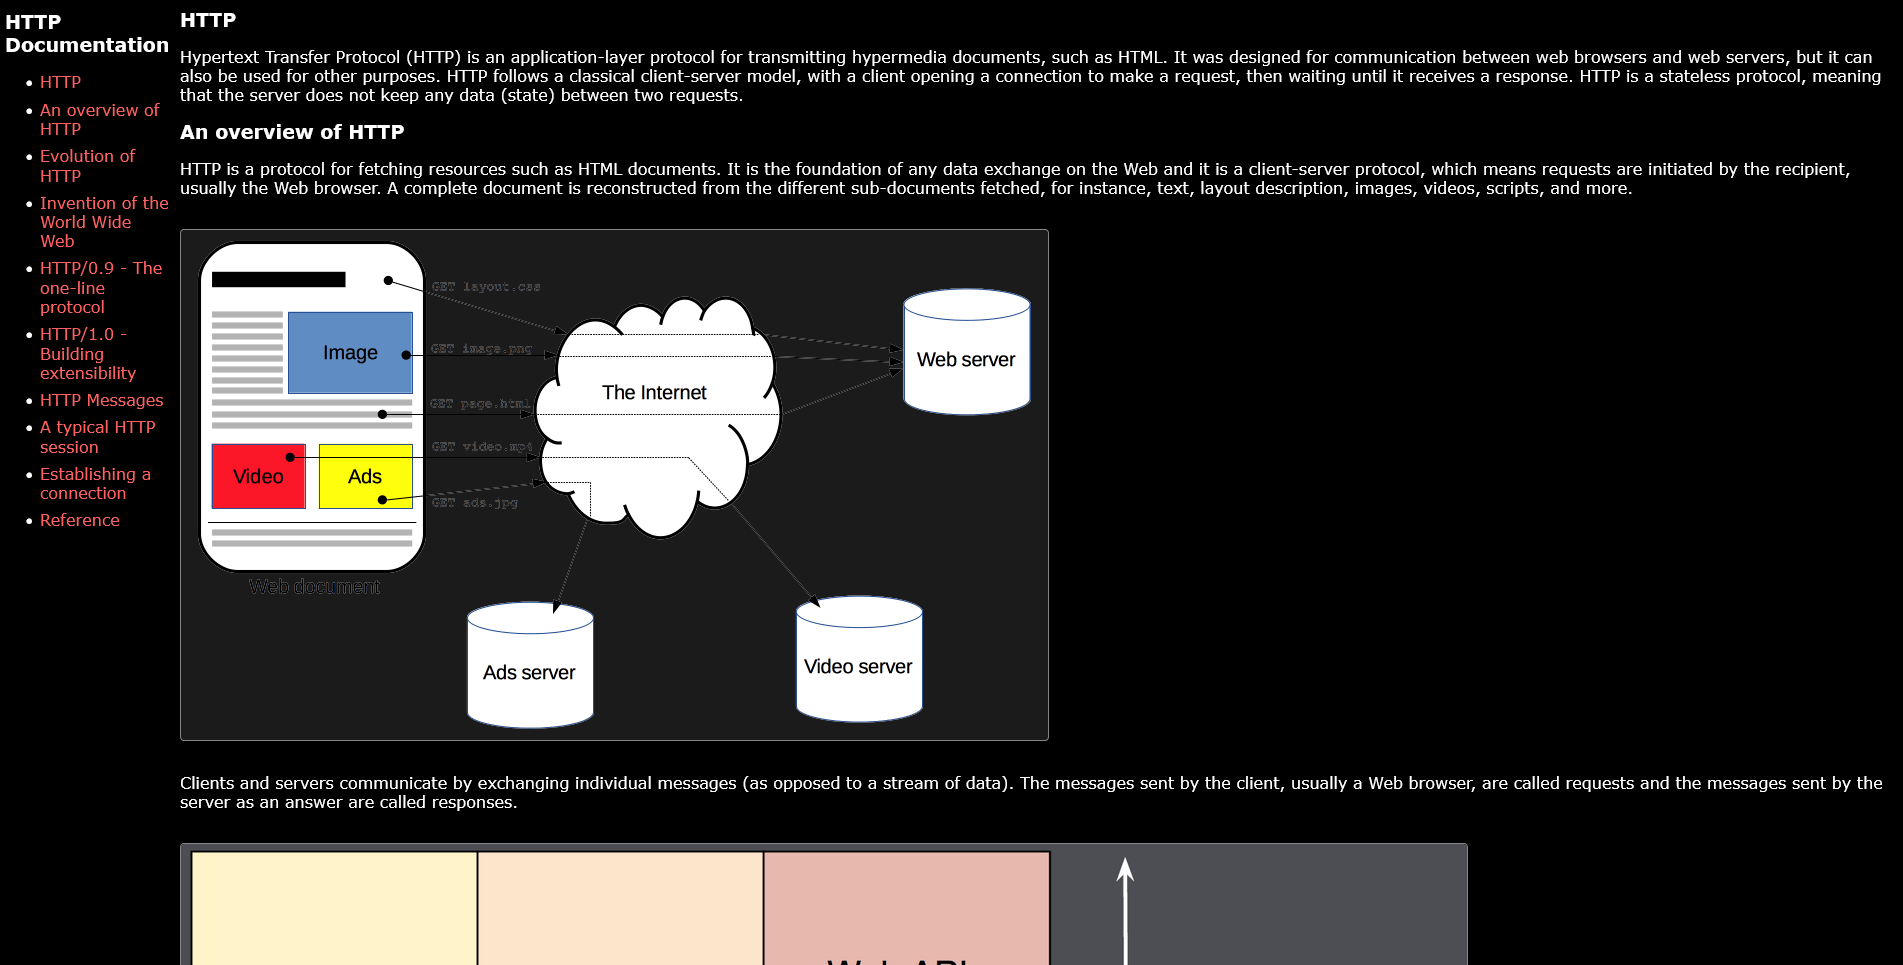 HTTP
Documentation
HTTP
An overview of
HTTP
Evolution of
HTTP
Invention of the
World Wide
Web
HTTP/0.9 - The
one-line
protocol
HTTP/1.0 -
Building
extensibility
HTTP Messages
A typical HTTP
session
Establishing a
connection
Reference
HTTP
Hypertext Transfer Protocol (HTTP) is an application-layer protocol for transmitting hypermedia documents, such as HTML. It was designed for communication between web browsers and web servers, but it can
also be used for other purposes. HTTP follows a classical client-server model, with a client opening a connection to make a request, then waiting until it receives a response. HTTP is a stateless protocol, meaning
that the server does not keep any data (state) between two requests.
An overview of HTTP
HTTP is a protocol for fetching resources such as HTML documents. It is the foundation of any data exchange on the Web and it is a client-server protocol, which means requests are initiated by the recipient,
usually the Web browser. A complete document is reconstructed from the different sub-documents fetched, for instance, text, layout description, images, videos, scripts, and more.
GET layout.css
GET image.png
Image
Web server
The Internet
GET page.html
GET video.mp4
Video
Ads
GET ads.jpg
Web document
Ads server
Video server
Clients and servers communicate by exchanging individual messages (as opposed to a stream of data). The messages sent by the client, usually a Web browser, are called requests and the messages sent by the
server as an answer are called responses.
Web API